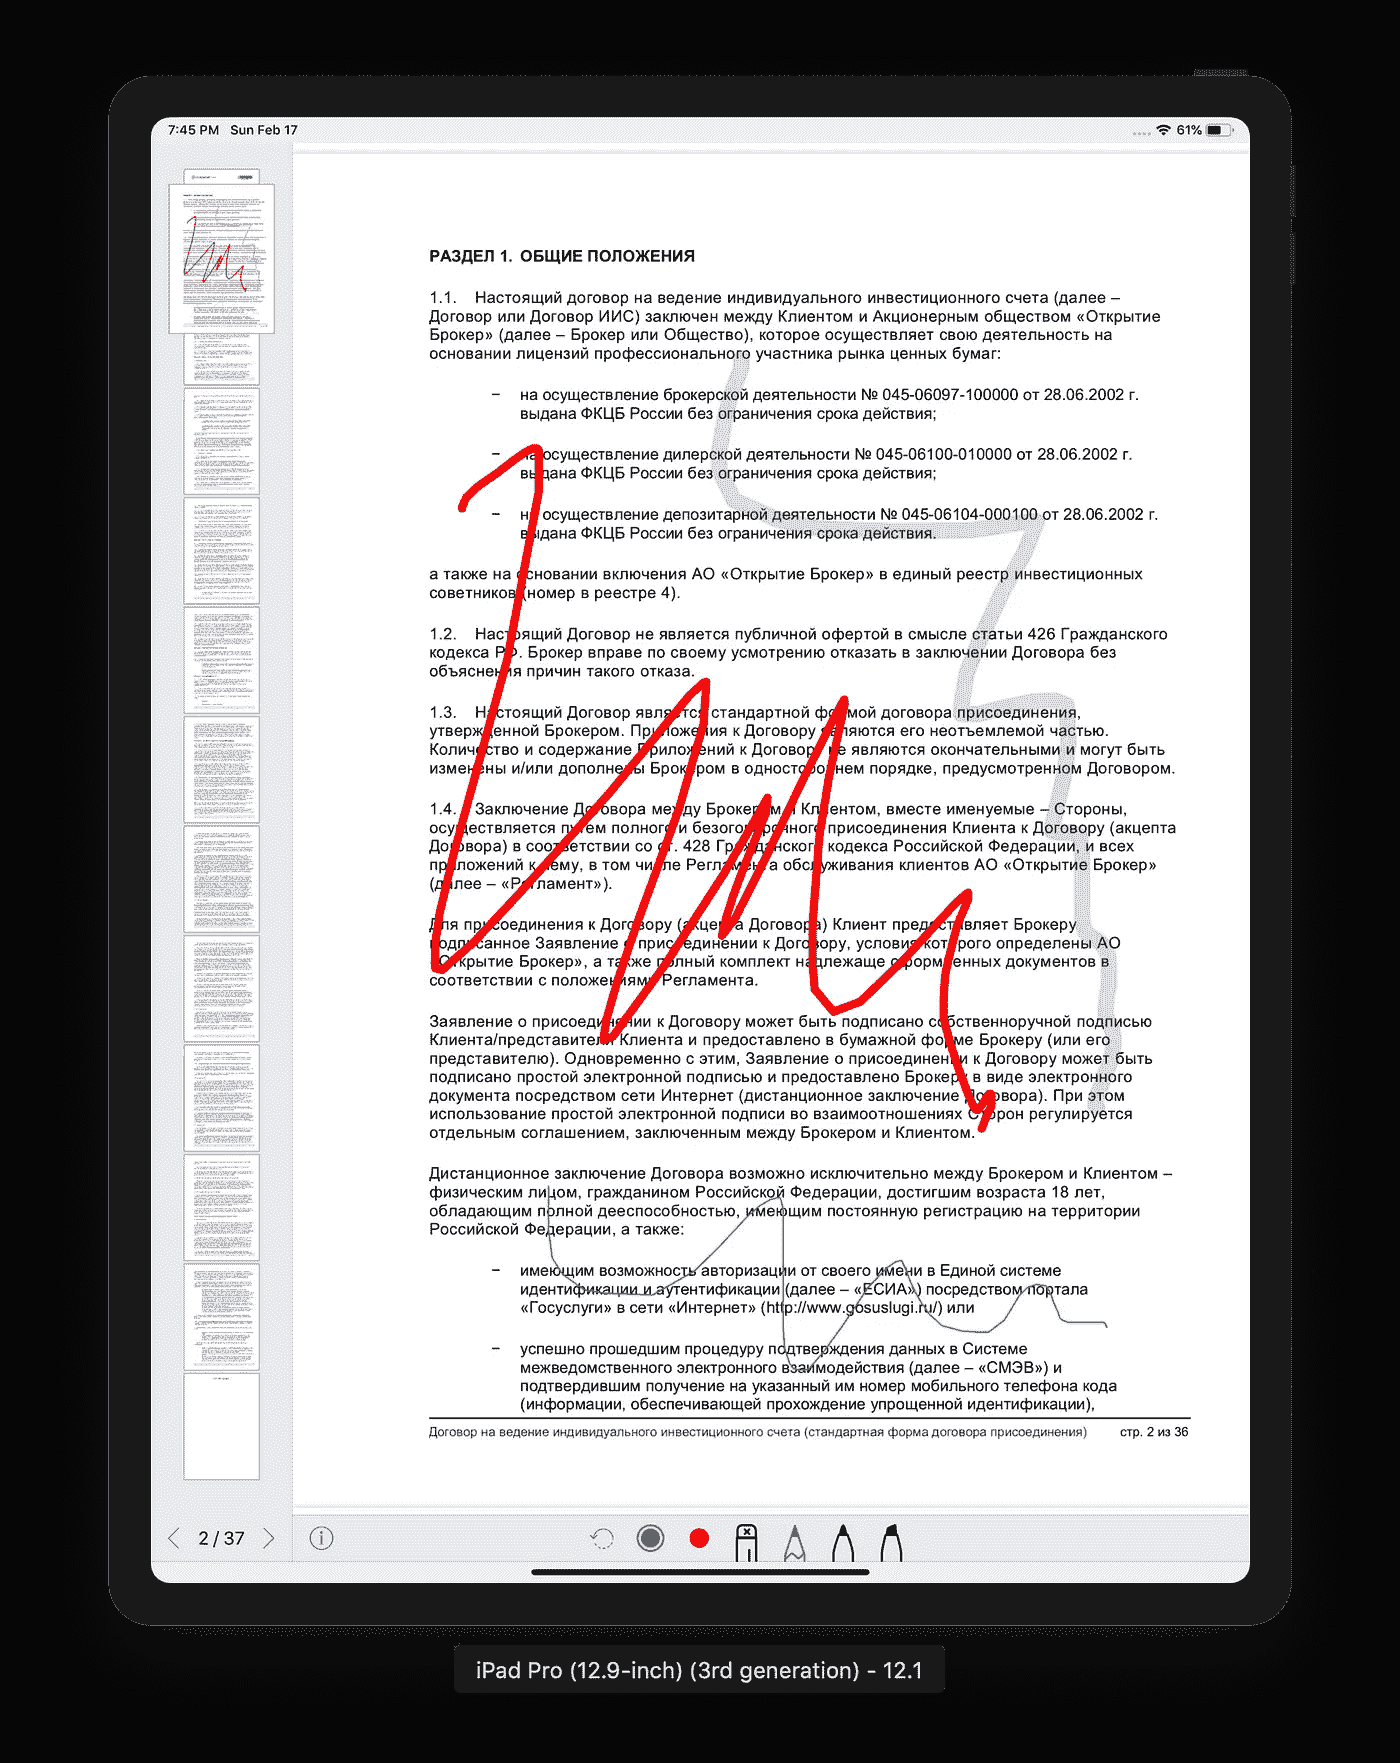 7:45 PM Sun Feb 17
61%
РАЗДЕЛ 1. ОБЩИЕ ПОЛОЖЕНИЯ
1.1. Настоящий договор на ведение индивидуального инвестиционного счета (далее –
Договор или Договор ИИС) заключен между Клиентом и Акционерным обществом «Открытие
Брокер» (далее – Брокер или Общество), которое осуществляет свою деятельность на
основании лицензий профессионального участника рынка ценных бумаг:
– на осуществление брокерской деятельности № 045-06097-100000 от 28.06.2002 г.
выдана ФКЦБ России без ограничения срока действия;
– на осуществление дилерской деятельности № 045-06100-010000 от 28.06.2002 г.
выдана ФКЦБ России без ограничения срока действия;
– на осуществление депозитарной деятельности № 045-06104-000100 от 28.06.2002 г.
выдана ФКЦБ России без ограничения срока действия.
а также на основании включения АО «Открытие Брокер» в единый реестр инвестиционных
советников (номер в реестре 4).
1.2. Настоящий Договор не является публичной офертой в смысле статьи 426 Гражданского
кодекса РФ. Брокер вправе по своему усмотрению отказать в заключении Договора без
объяснения причин такого отказа.
1.3. Настоящий Договор является стандартной формой договора присоединения,
утвержденной Брокером. Приложения к Договору являются его неотъемлемой частью.
Количество и содержание Приложений к Договору не являются окончательными и могут быть
изменены и/или дополнены Брокером в одностороннем порядке, предусмотренном Договором.
1.4. Заключение Договора между Брокером и Клиентом, вместе именуемые – Стороны,
осуществляется путем полного и безоговорочного присоединения Клиента к Договору (акцепта
Договора) в соответствии со ст. 428 Гражданского кодекса Российской Федерации, и всех
приложений к нему, в том числе Регламента обслуживания клиентов АО «Открытие Брокер»
(далее – «Регламент»).
Для присоединения к Договору (акцепта Договора) Клиент предоставляет Брокеру
подписанное Заявление о присоединении к Договору, условия которого определены АО
«Открытие Брокер», а также полный комплект надлежаще оформленных документов в
соответствии с положениями Регламента.
Заявление о присоединении к Договору может быть подписано собственноручной подписью
Клиента/представителя Клиента и предоставлено в бумажной форме Брокеру (или его
представителю). Одновременно с этим, Заявление о присоединении к Договору может быть
подписано простой электронной подписью и предоставлено Брокеру в виде электронного
документа посредством сети Интернет (дистанционное заключение Договора). При этом
использование простой электронной подписи во взаимоотношениях Сторон регулируется
отдельным соглашением, заключенным между Брокером и Клиентом.
Дистанционное заключение Договора возможно исключительно между Брокером и Клиентом –
физическим лицом, гражданином Российской Федерации, достигшим возраста 18 лет,
обладающим полной дееспособностью, имеющим постоянную регистрацию на территории
Российской Федерации, а также:
– имеющим возможность авторизации от своего имени в Единой системе
идентификации и аутентификации (далее – «ЕСИА») посредством портала
«Госуслуги» в сети «Интернет» (http://www.gosuslugi.ru/) или
– успешно прошедшим процедуру подтверждения данных в Системе
межведомственного электронного взаимодействия (далее – «СМЭВ») и
подтвердившим получение на указанный им номер мобильного телефона кода
(информации, обеспечивающей прохождение упрощенной идентификации),
Договор на ведение индивидуального инвестиционного счета (стандартная форма договора присоединения) стр. 2 из 36
2 / 37
iPad Pro (12.9-inch) (3rd generation) - 12.1